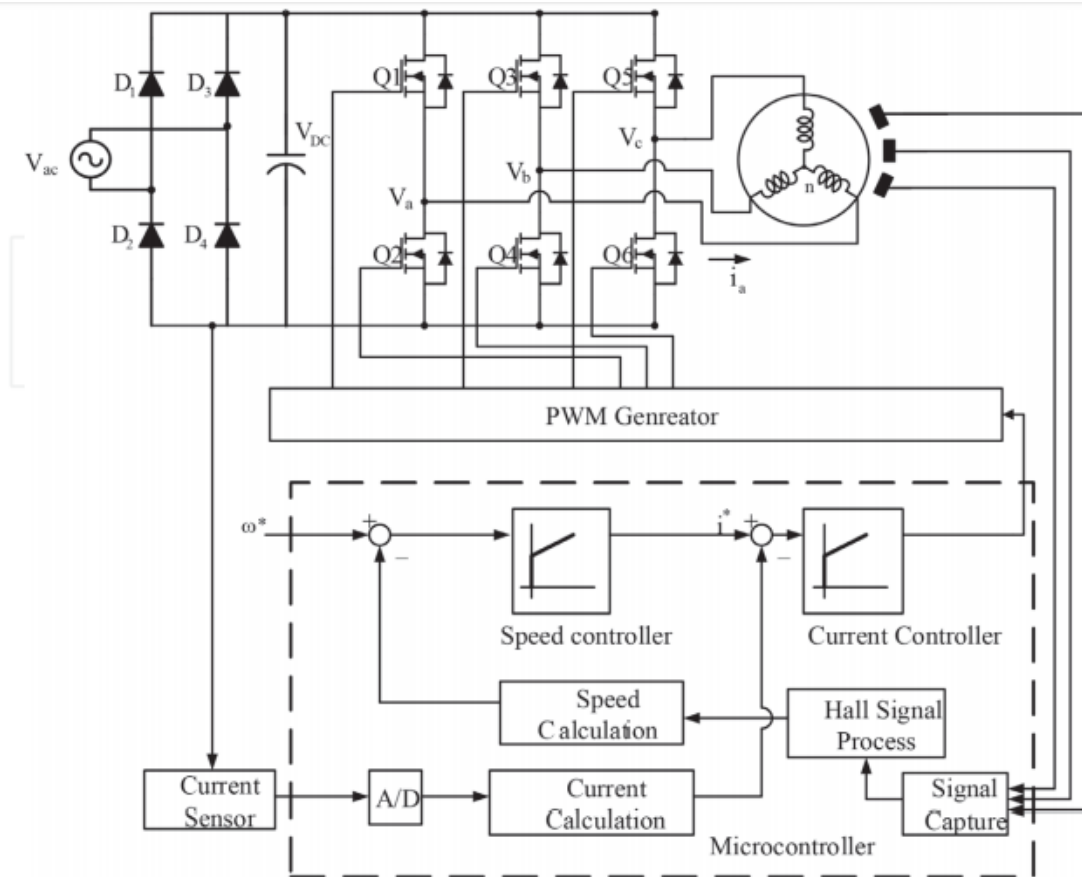 D1
D3
Vac
VDC
D2
D4
Q1
Q3
Q5
Va
Vb
Vc
Q2
Q4
Q6
n
ia
PWM Genreator
ω*
+
−
i*
+
−
Speed controller
Current Controller
Speed
Calculation
Hall Signal
Process
Current
Sensor
A/D
Current
Calculation
Signal
Capture
Microcontroller